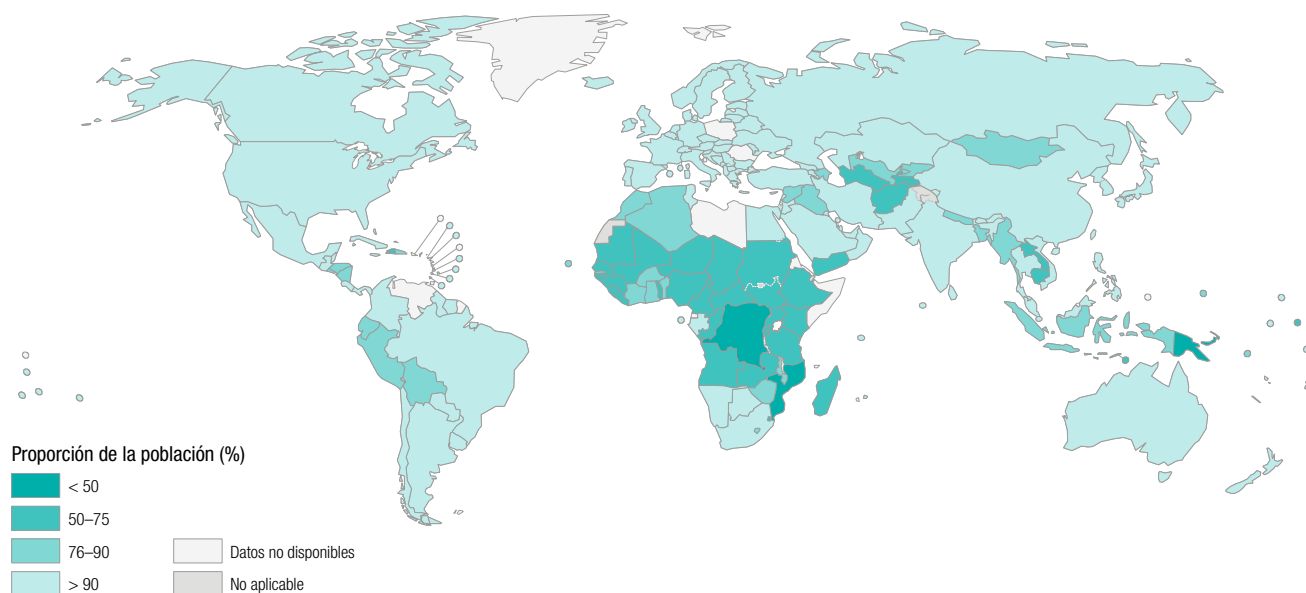 Proporción de la población (%)
< 50
50–75
76–90
> 90
Datos no disponibles
No aplicable